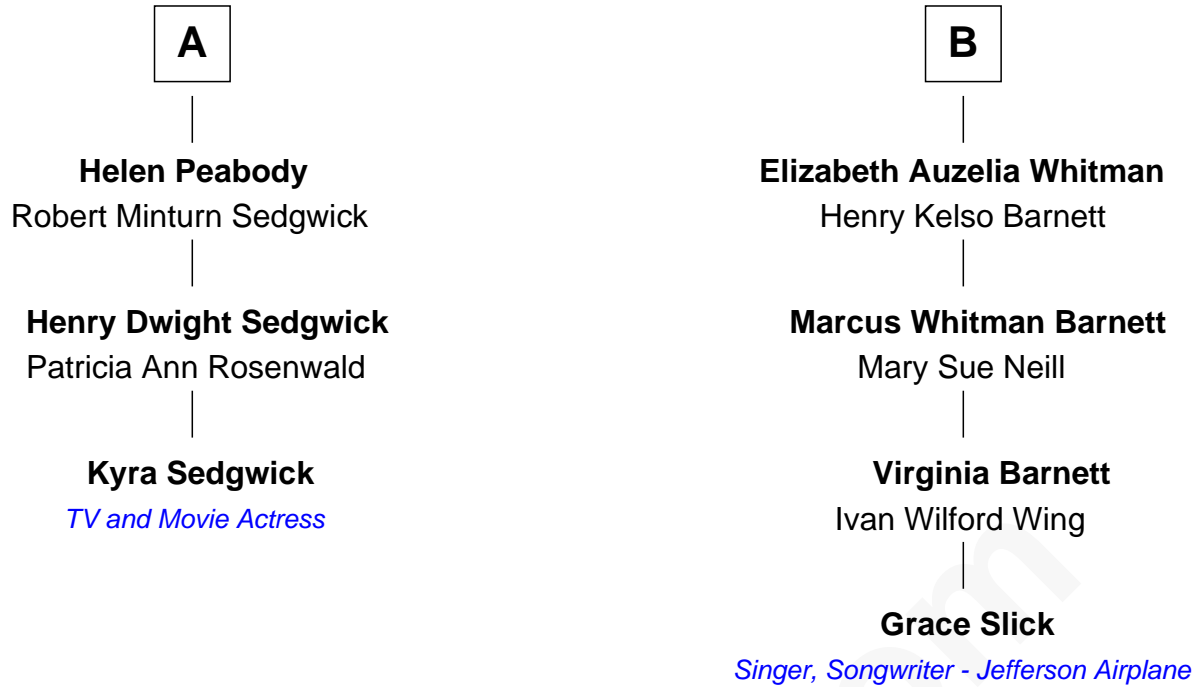 A
Helen Peabody
Robert Minturn Sedgwick
Henry Dwight Sedgwick
Patricia Ann Rosenwald
Kyra Sedgwick
TV and Movie Actress
B
Elizabeth Auzelia Whitman
Henry Kelso Barnett
Marcus Whitman Barnett
Mary Sue Neill
Virginia Barnett
Ivan Wilford Wing
Grace Slick
Singer, Songwriter - Jefferson Airplane